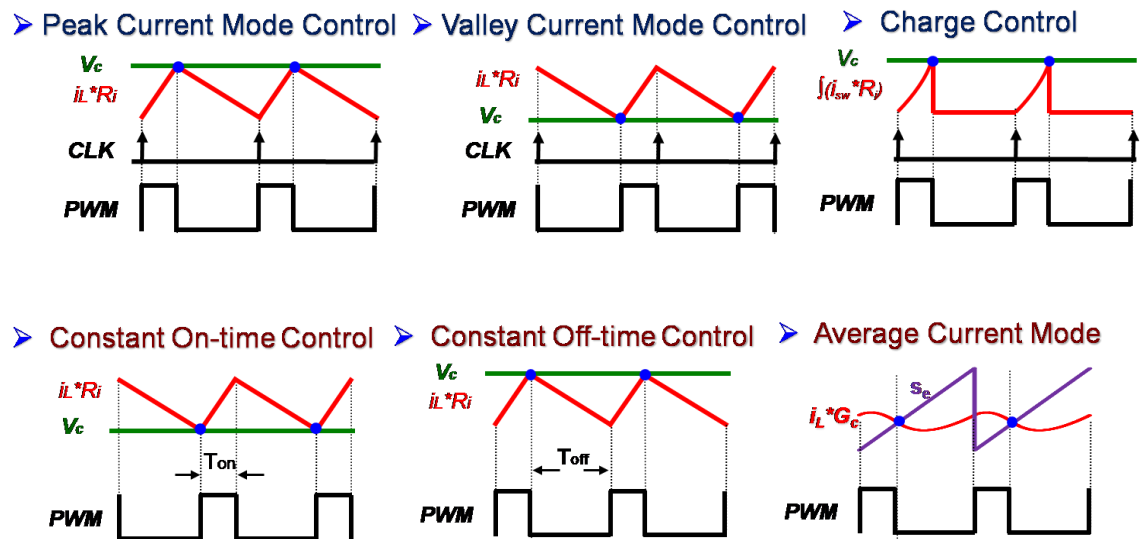 Peak Current Mode Control
Vc
iL*Ri
CLK
PWM
Valley Current Mode Control
iL*Ri
Vc
CLK
PWM
Charge Control
Vc
∫(isw*Ri)
CLK
PWM
Constant On-time Control
iL*Ri
Vc
Ton
PWM
Constant Off-time Control
Vc
iL*Ri
Toff
PWM
Average Current Mode
se
iL*Gc
PWM